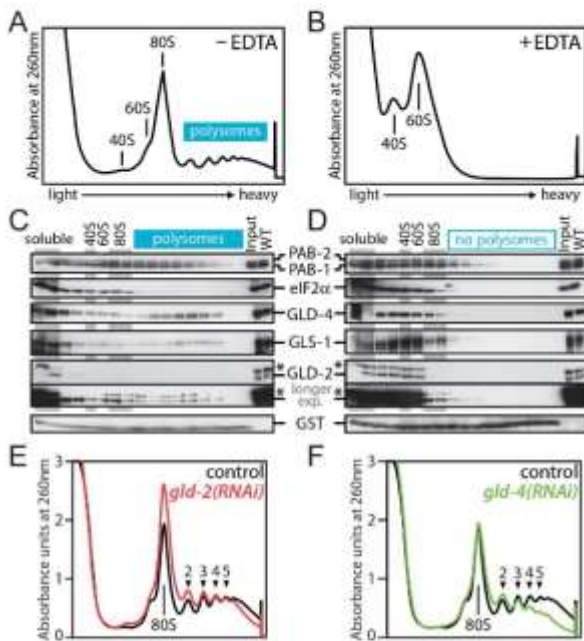 A
Absorbance at 260nm
80S
– EDTA
60S
40S
polysomes
light heavy
B
Absorbance at 260nm
+ EDTA
60S
40S
light heavy
C
soluble
40S
60S
80S
polysomes
Input
WT
D
soluble
40S
60S
80S
no polysomes
Input
WT
PAB-2
PAB-1
eIF2α
GLD-4
GLS-1
*
GLD-2
*
longer
exp.
GST
E
Absorbance units at 260nm
3
2
1
0
control
gld-2(RNAi)
2 3 4 5
80S
F
Absorbance units at 260nm
3
2
1
0
control
gld-4(RNAi)
2 3 4 5
80S